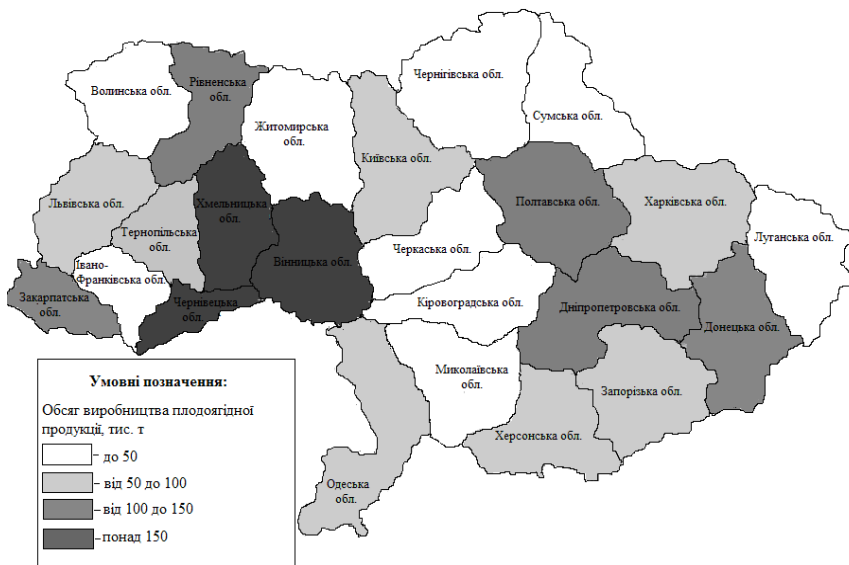 Чернігівська обл.
Волинська обл.
Рівненська
обл.
Сумська обл.
Житомирська
обл.
Київська
обл.
Львівська обл.
Хмельницька
обл.
Полтавська обл.
Харківська обл.
Тернопільська
обл.
Луганська
обл.
Черкаська обл.
Вінницька обл.
Івано-
Франківська обл.
Закарпатська
обл.
Чернівецька
обл.
Кіровоградська обл.
Дніпропетровська обл.
Донецька обл.
Миколаївська
обл.
Запорізька обл.
Херсонська обл.
Одеська
обл.
Умовні позначення:
Обсяг виробництва плодоягідної
продукції, тис. т
– до 50
– від 50 до 100
– від 100 до 150
– понад 150